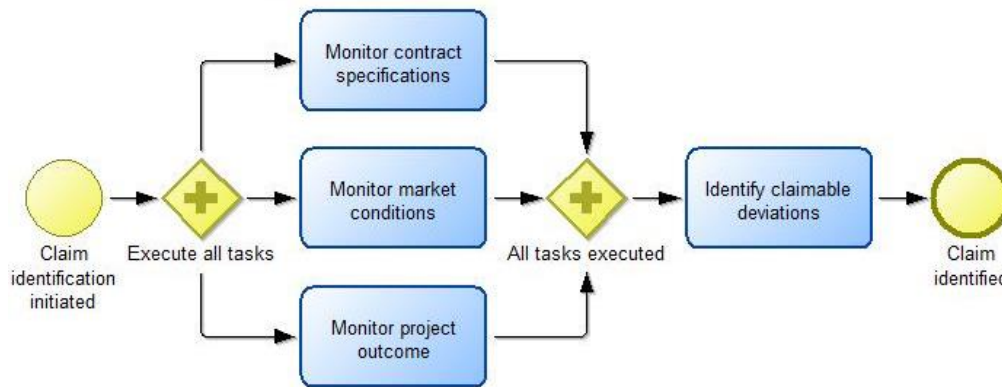 Monitor contract
specifications
Monitor market
conditions
Identify claimable
deviations
Claim
identification
initiated
Execute all tasks
All tasks executed
Claim
identified
Monitor project
outcome